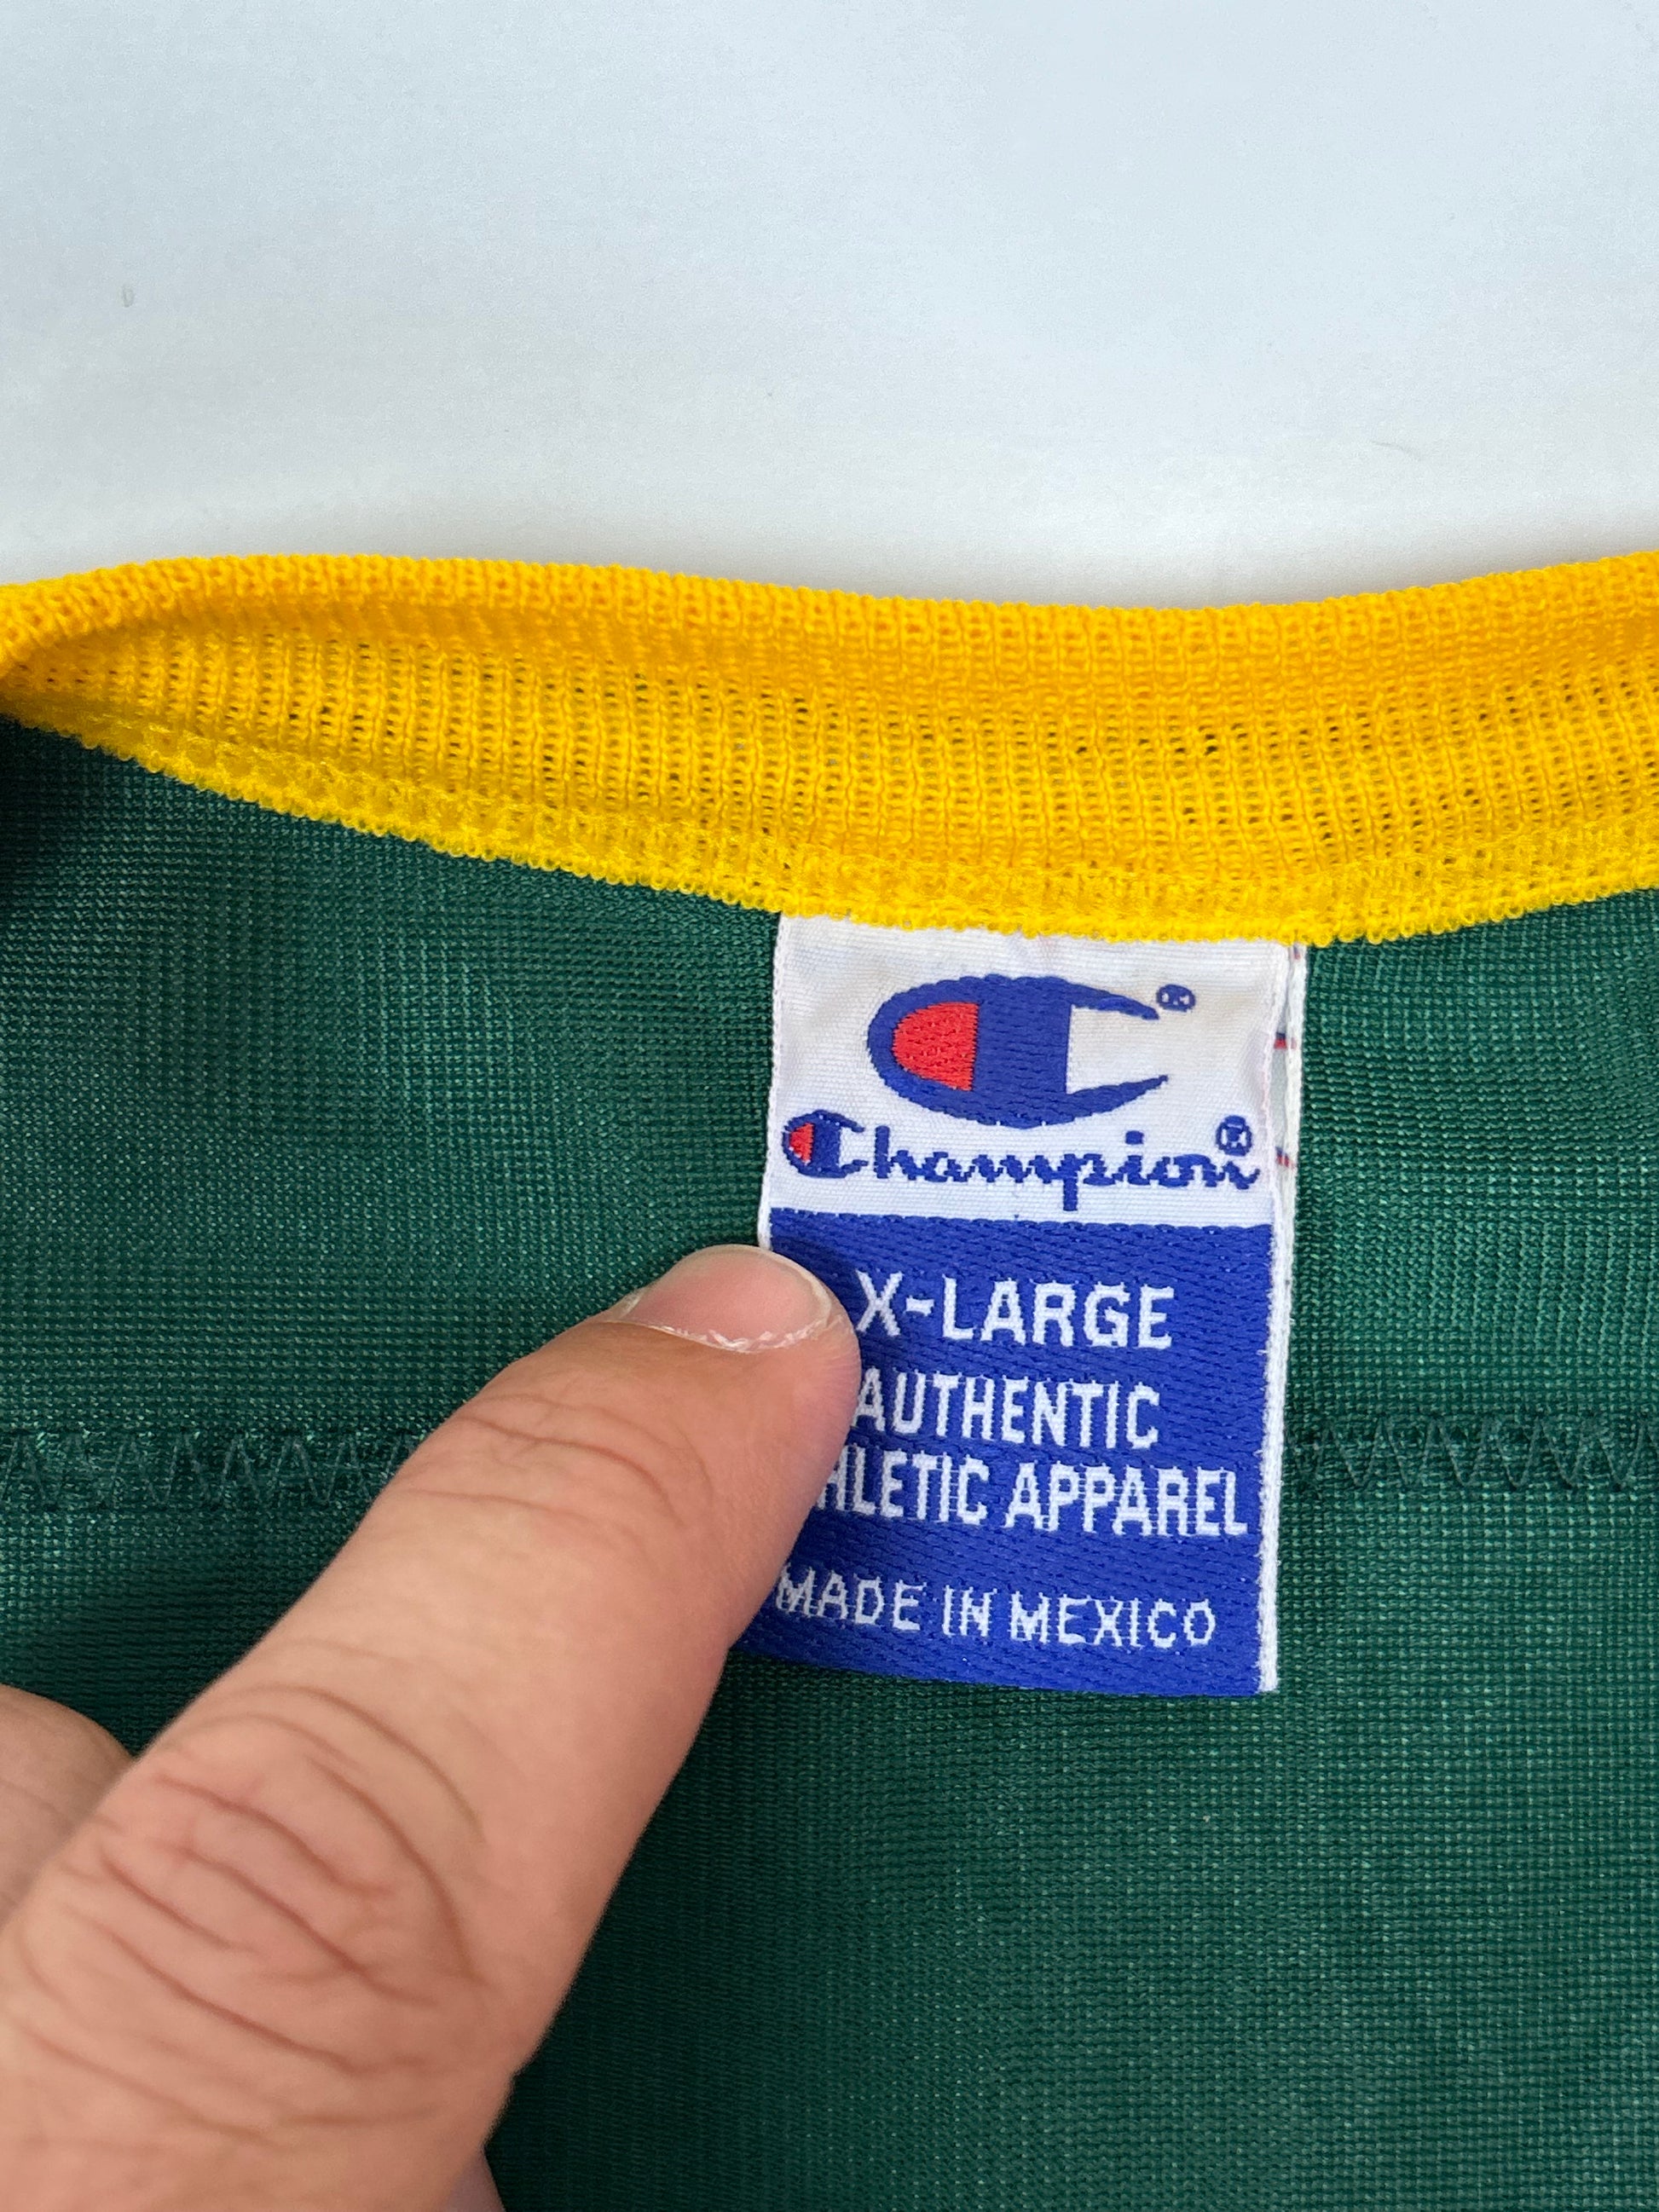 Champion
X-LARGE
AUTHENTIC
HLETIC APPAREL
MADE IN MEXICO